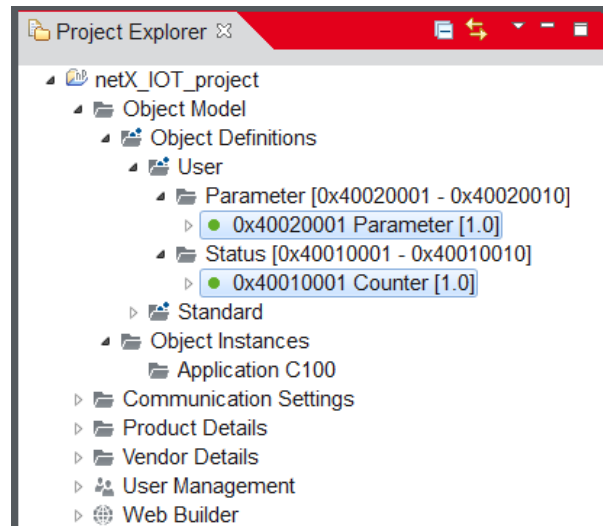 Project Explorer
netX_IOT_project
Object Model
Object Definitions
User
Parameter [0x40020001 - 0x40020010]
0x40020001 Parameter [1.0]
Status [0x40010001 - 0x40010010]
0x40010001 Counter [1.0]
Standard
Object Instances
Application C100
Communication Settings
Product Details
Vendor Details
User Management
Web Builder